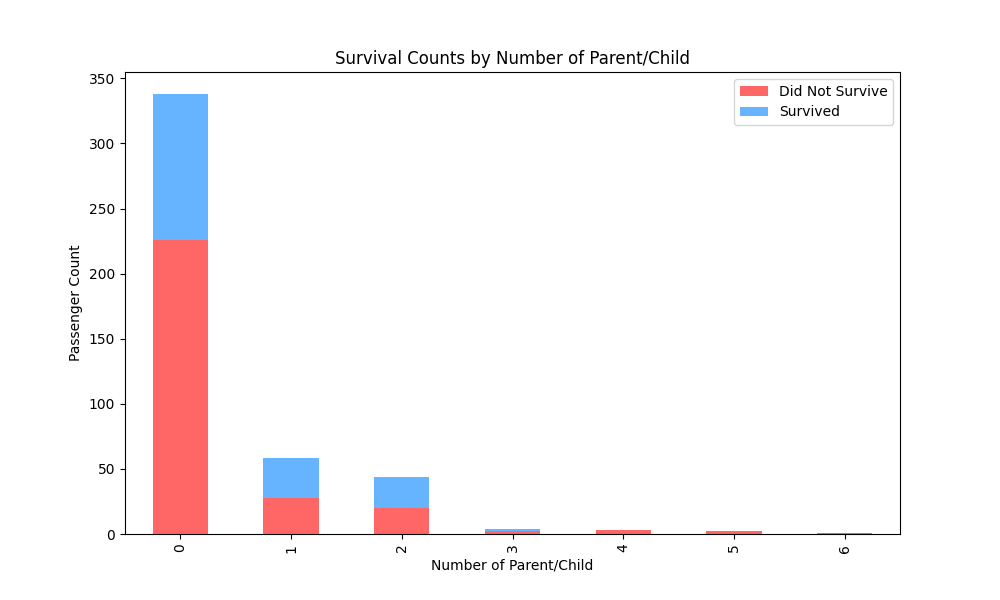 Survival Counts by Number of Parent/Child
Did Not Survive
Survived
350
300
250
200
150
100
50
0
Passenger Count
0 1 2 3 4 5 6
Number of Parent/Child